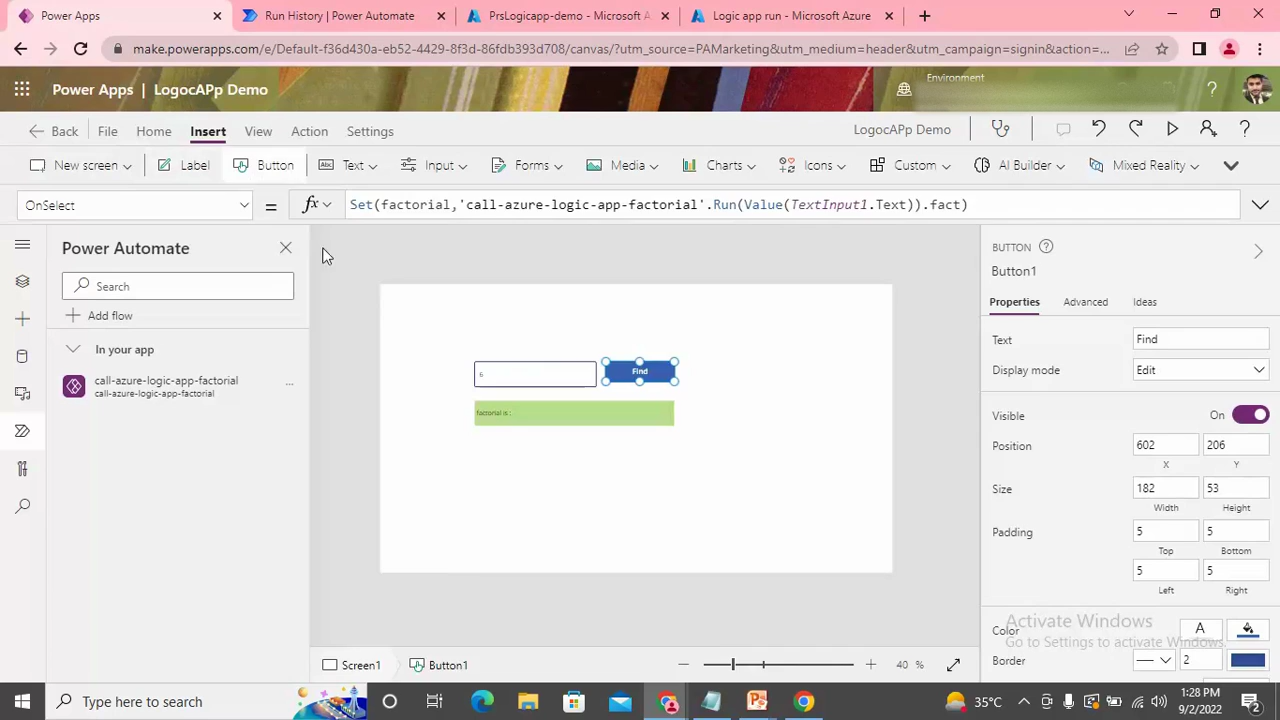 Power Apps
Run History | Power Automate
PrsLogicapp-demo - Microsoft A
Logic app run - Microsoft Azure
make.powerapps.com/e/Default-f36d430a-eb52-4429-8f3d-86fdb3193d708/canvas/?utm_source=PAMarketing&utm_medium=header&utm_campaign=signin&action=...
Power Apps | LogocAPp Demo
Environment
Back File Home Insert View Action Settings
LogocAPp Demo
New screen Label Button Text Input Forms Media Charts Icons Custom AI Builder Mixed Reality
OnSelect = fx Set(factorial,'call-azure-logic-app-factorial'.Run(Value(TextInput1.Text)).fact)
Power Automate
Search
Add flow
In your app
call-azure-logic-app-factorial
call-azure-logic-app-factorial
6
Find
factorial is :
BUTTON
Button1
Properties Advanced Ideas
Text Find
Display mode Edit
Visible On
Position 602 206
X Y
Size 182 53
Width Height
Padding 5 5
Top Bottom
5 5
Left Right
Color A
Border 2
Activate Windows
Go to Settings to activate Windows.
Screen1 Button1
40 %
Type here to search
35°C
1:28 PM
9/2/2022
2